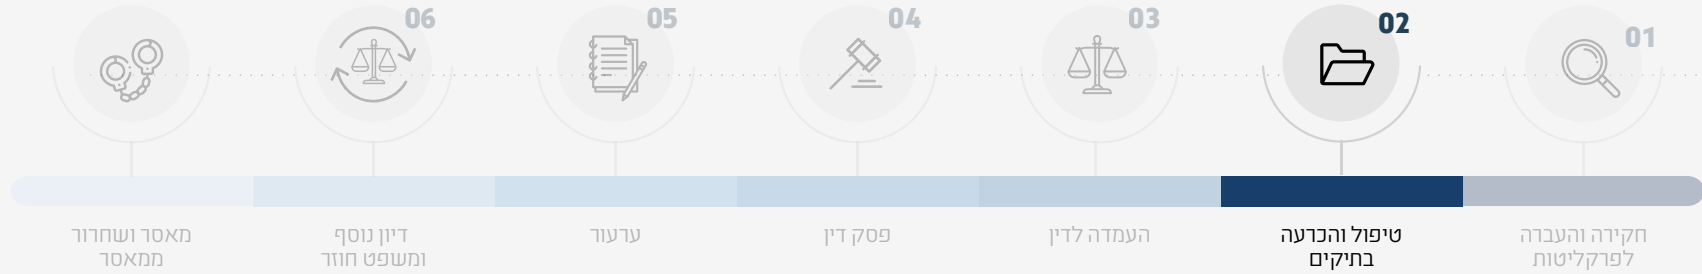 01
חקירה והעברה
לפרקליטות
02
טיפול והכרעה
בתיקים
03
העמדה לדין
04
פסק דין
05
ערעור
06
דיון נוסף
ומשפט חוזר
מאסר ושחרור
ממאסר